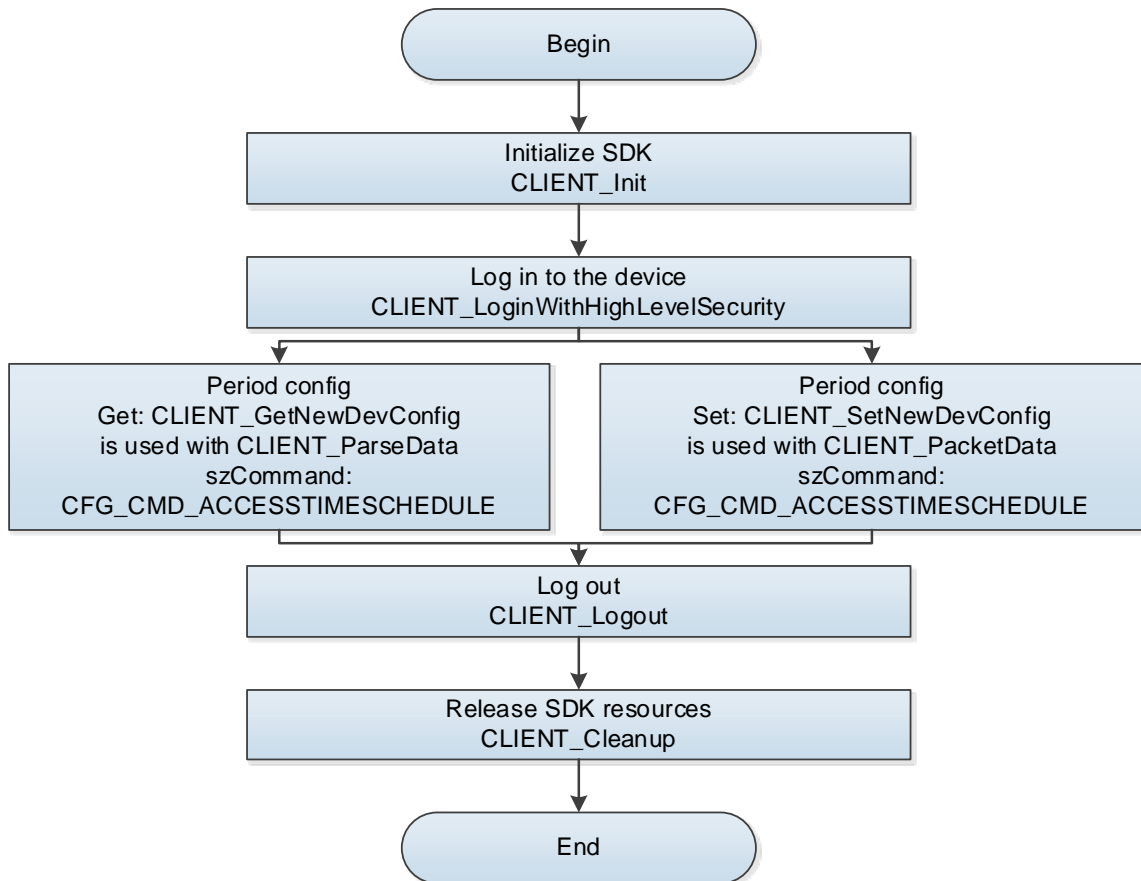 Begin
Initialize SDK
CLIENT_Init
Log in to the device
CLIENT_LoginWithHighLevelSecurity
Period config
Get: CLIENT_GetNewDevConfig
is used with CLIENT_ParseData
szCommand:
CFG_CMD_ACCESSTIMESCHEDULE
Period config
Set: CLIENT_SetNewDevConfig
is used with CLIENT_PacketData
szCommand:
CFG_CMD_ACCESSTIMESCHEDULE
Log out
CLIENT_Logout
Release SDK resources
CLIENT_Cleanup
End